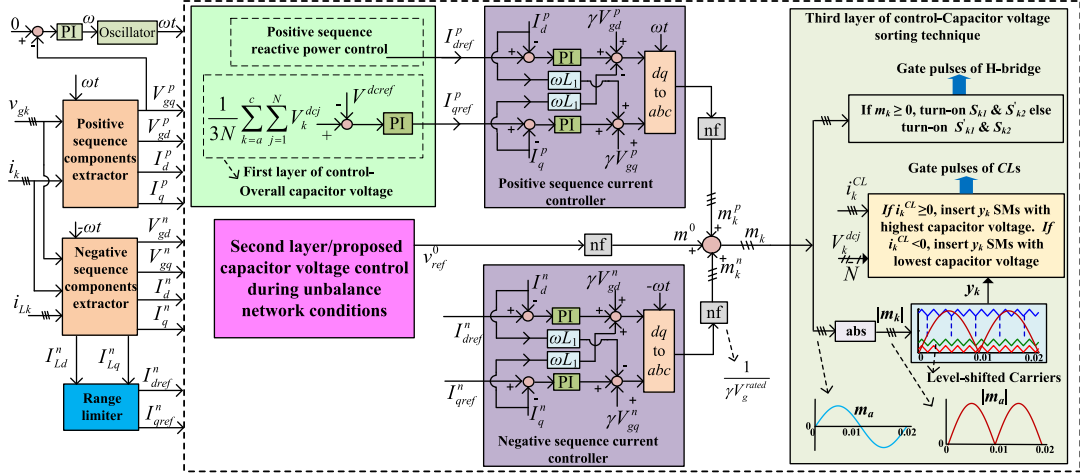 0
-
PI
ω
Oscillator
ωt
ωt
v_gk
i_k
Positive
sequence
components
extractor
V_gq^p
V_gd^p
I_d^p
I_q^p
-ωt
i_Lk
Negative
sequence
components
extractor
V_gd^n
V_gq^n
I_d^n
I_q^n
I_Ld^n
I_Lq^n
Range
limiter
I_dref^n
I_qref^n
Positive sequence
reactive power control
1/3N ∑_{k=a}^{c} ∑_{j=1}^{N} V_k^dcj
V^dcref
-
+
PI
First layer of control-
Overall capacitor voltage
I_dref^p
I_qref^p
Second layer/proposed
capacitor voltage control
during unbalance
network conditions
v_ref^0
nf
m^0
I_d^p
γV_gd^p
ωt
PI
ωL_1
ωL_1
PI
dq
to
abc
I_q^p
γV_gq^p
Positive sequence current
controller
nf
m_k^p
m_k
m_k^n
nf
1/γV_g^rated
I_d^n
γV_gd^n
-ωt
I_dref^n
PI
ωL_1
ωL_1
PI
dq
to
abc
I_qref^n
I_q^n
γV_gq^n
Negative sequence current
controller
Third layer of control-Capacitor voltage
sorting technique
Gate pulses of H-bridge
If m_k ≥ 0, turn-on S_k1 & S'_k2 else
turn-on S'_k1 & S_k2
Gate pulses of CLs
i_k^CL
V_k^dcj
N
If i_k^CL ≥0, insert y_k SMs with
highest capacitor voltage. If
i_k^CL <0, insert y_k SMs with
lowest capacitor voltage
y_k
abs
|m_k|
0
0.01
0.02
Level-shifted Carriers
m_a
0
0.01
0.02
|m_a|
0
0.01
0.02